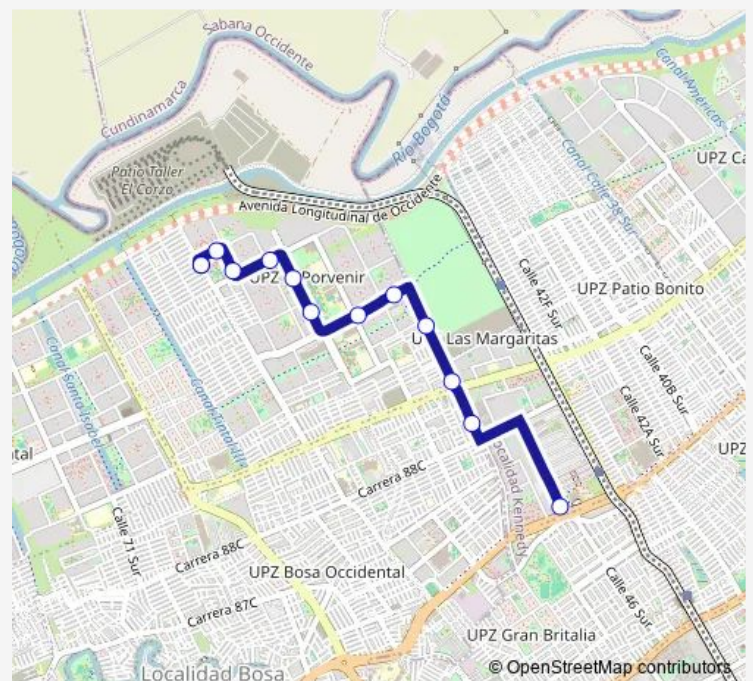 Sabana Occidente
Cundinamarca
Río Bogotá
Canal Américas
Patio Taller
El Corzo
UPZ Ca
Canal Calle 38 Sur
Avenida Longitudinal de Occidente
Porvenir
Calle 42F Sur
UPZ Patio Bonito
Las Margaritas
Calle 40B Sur
Canal Santa Isabel
Calle 42A Sur
Carrera 88C
UPZ
Localidad Kennedy
Calle 71 Sur
Carrera 88C
UPZ Bosa Occidental
Calle 46 Sur
Carrera 87C
UPZ Gran Britalia
Localidad Bosa
© OpenStreetMap contributors